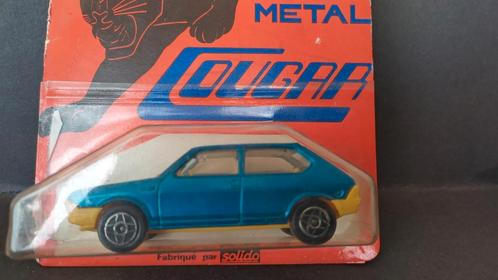 METAL
COUGAR
Fabriqué par solido